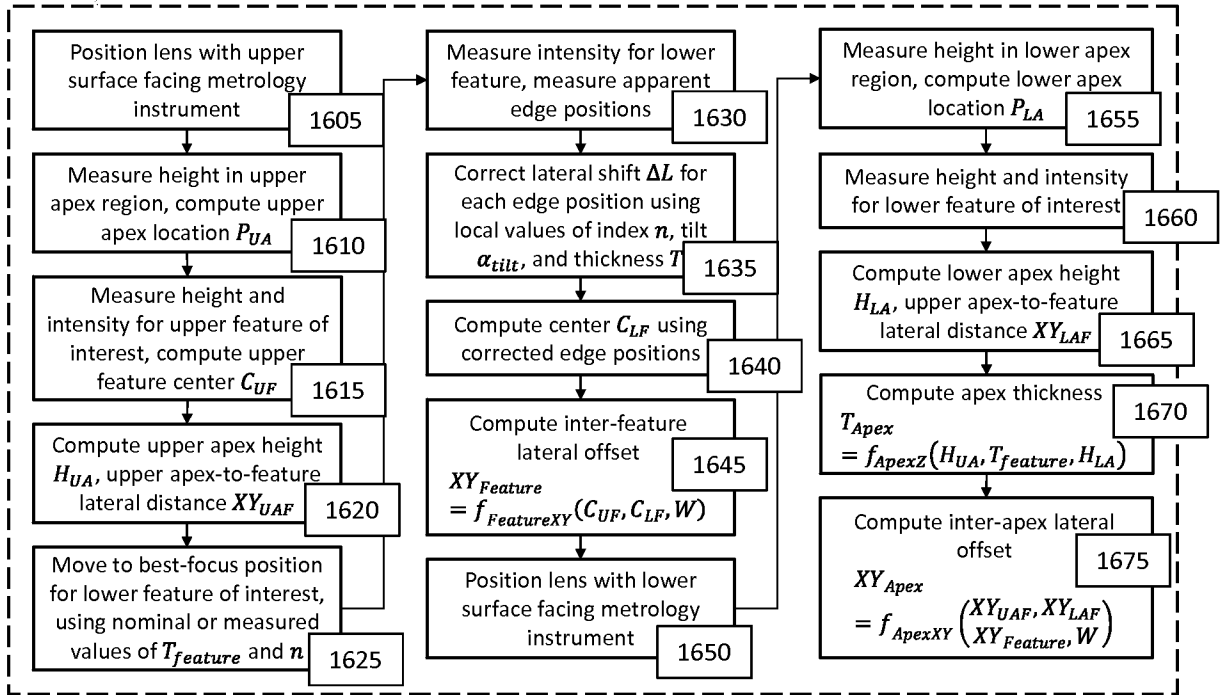 Position lens with upper
surface facing metrology
instrument
1605
Measure height in upper
apex region, compute upper
apex location P_UA
1610
Measure height and
intensity for upper feature of
interest, compute upper
feature center C_UF
1615
Compute upper apex height
H_UA, upper apex-to-feature
lateral distance XY_UAF
1620
Move to best-focus position
for lower feature of interest,
using nominal or measured
values of T_feature and n
1625
Measure intensity for lower
feature, measure apparent
edge positions
1630
Correct lateral shift ΔL for
each edge position using
local values of index n, tilt
α_tilt, and thickness T
1635
Compute center C_LF using
corrected edge positions
1640
Compute inter-feature
lateral offset
XY_Feature
= f_FeatureXY(C_UF, C_LF, W)
1645
Position lens with lower
surface facing metrology
instrument
1650
Measure height in lower apex
region, compute lower apex
location P_LA
1655
Measure height and intensity
for lower feature of interest
1660
Compute lower apex height
H_LA, upper apex-to-feature
lateral distance XY_LAF
1665
Compute apex thickness
T_Apex
= f_ApexZ(H_UA, T_feature, H_LA)
1670
Compute inter-apex lateral
offset
XY_Apex
= f_ApexXY(XY_UAF, XY_LAF
XY_Feature, W)
1675